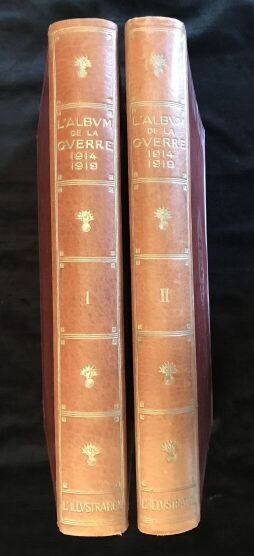 L'ALBVM
DE LA
GVERRE
1914
1919
I
L'ILLVSTRATION
L'ALBVM
DE LA
GVERRE
1914
1919
II
L'ILLVSTRATION